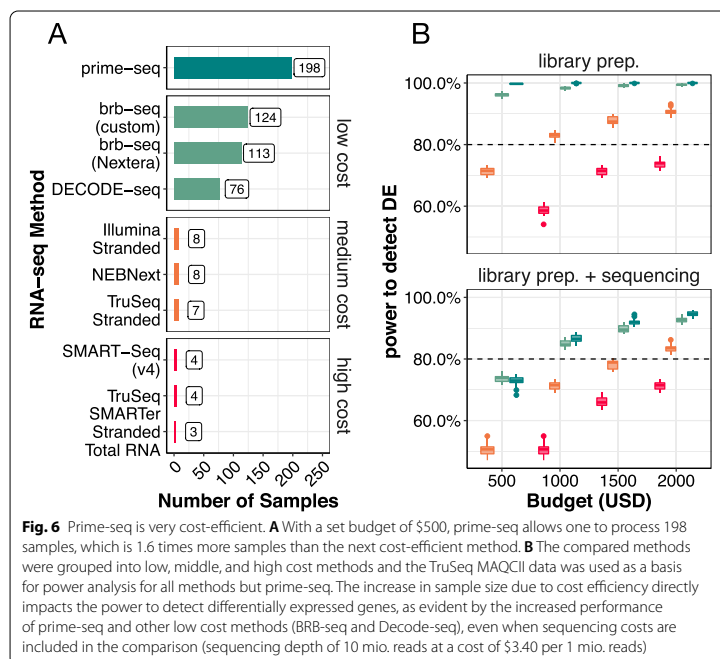 A
RNA−seq Method
prime−seq
198
brb−seq
(custom)
124
brb−seq
(Nextera)
113
DECODE−seq
76
low cost
Illumina
Stranded
8
NEBNext
8
TruSeq
Stranded
7
medium cost
SMART−Seq
(v4)
4
TruSeq
4
SMARTer
Stranded
Total RNA
3
high cost
0
50
100
150
200
250
Number of Samples
B
power to detect DE
library prep.
100.0%
80.0%
60.0%
library prep. + sequencing
100.0%
80.0%
60.0%
500 1000 1500 2000
Budget (USD)
Fig. 6 Prime-seq is very cost-efficient. A With a set budget of $500, prime-seq allows one to process 198
samples, which is 1.6 times more samples than the next cost-efficient method. B The compared methods
were grouped into low, middle, and high cost methods and the TruSeq MAQCII data was used as a basis
for power analysis for all methods but prime-seq. The increase in sample size due to cost efficiency directly
impacts the power to detect differentially expressed genes, as evident by the increased performance
of prime-seq and other low cost methods (BRB-seq and Decode-seq), even when sequencing costs are
included in the comparison (sequencing depth of 10 mio. reads at a cost of $3.40 per 1 mio. reads)